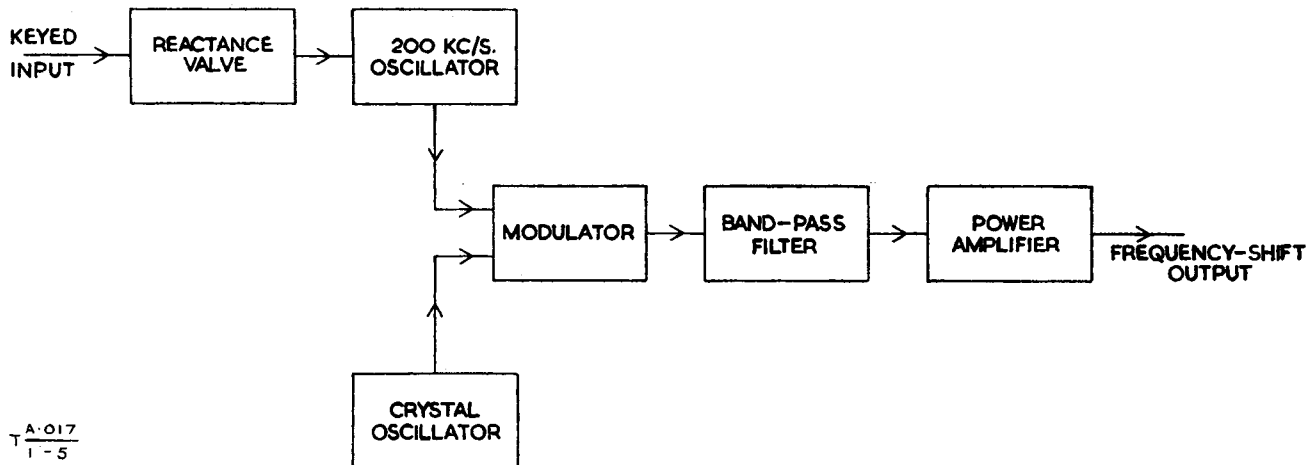 KEYED
INPUT
REACTANCE
VALVE
200 KC/S.
OSCILLATOR
MODULATOR
BAND-PASS
FILTER
POWER
AMPLIFIER
FREQUENCY-SHIFT
OUTPUT
CRYSTAL
OSCILLATOR
T A·017
1-5